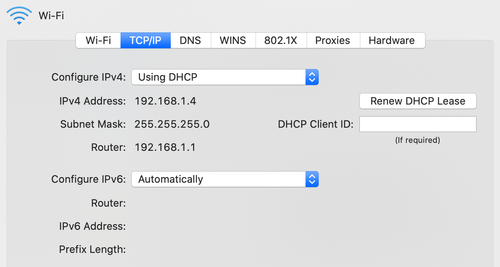 Wi-Fi
Wi-Fi TCP/IP DNS WINS 802.1X Proxies Hardware
Configure IPv4: Using DHCP
IPv4 Address: 192.168.1.4 Renew DHCP Lease
Subnet Mask: 255.255.255.0 DHCP Client ID:
(If required)
Router: 192.168.1.1
Configure IPv6: Automatically
Router:
IPv6 Address:
Prefix Length: